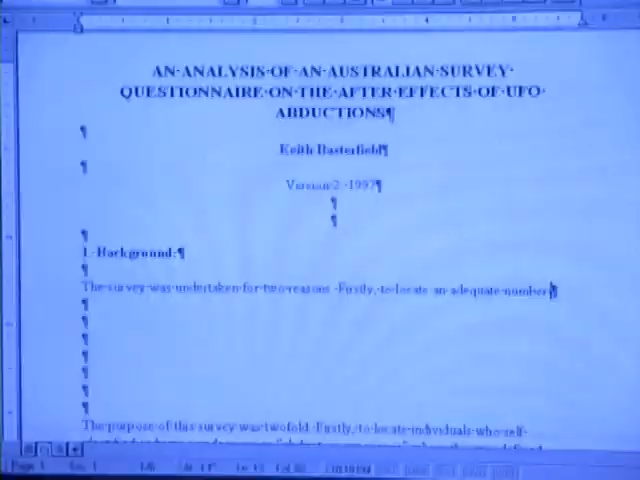 AN ANALYSIS OF AN AUSTRALIAN SURVEY
QUESTIONNAIRE ON THE AFTER EFFECTS OF UFO
ABDUCTIONS¶
¶
Keith Basterfield¶
¶
Version 2. 1997¶
¶
¶
¶
1. Background:¶
¶
The survey was undertaken for two reasons. Firstly, to locate an adequate number¶
¶
¶
¶
¶
¶
¶
¶
The purpose of this survey was twofold. Firstly, to locate individuals who self-
Page 1